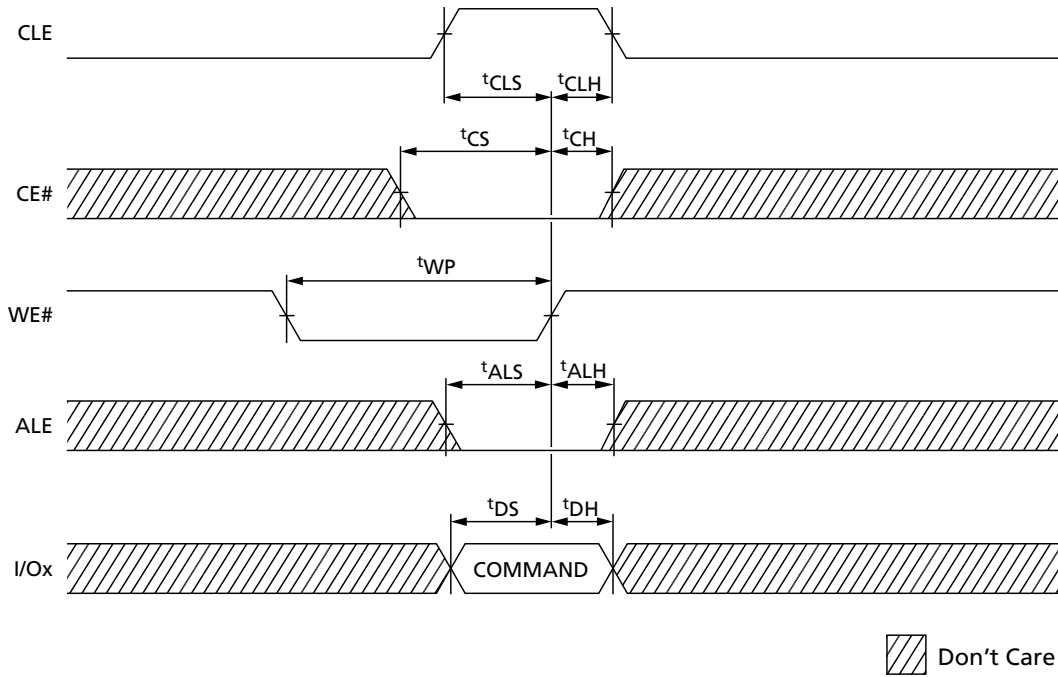 CLE
tCLS tCLH
tCS tCH
CE#
tWP
WE#
tALS tALH
ALE
tDS tDH
I/Ox COMMAND
Don't Care